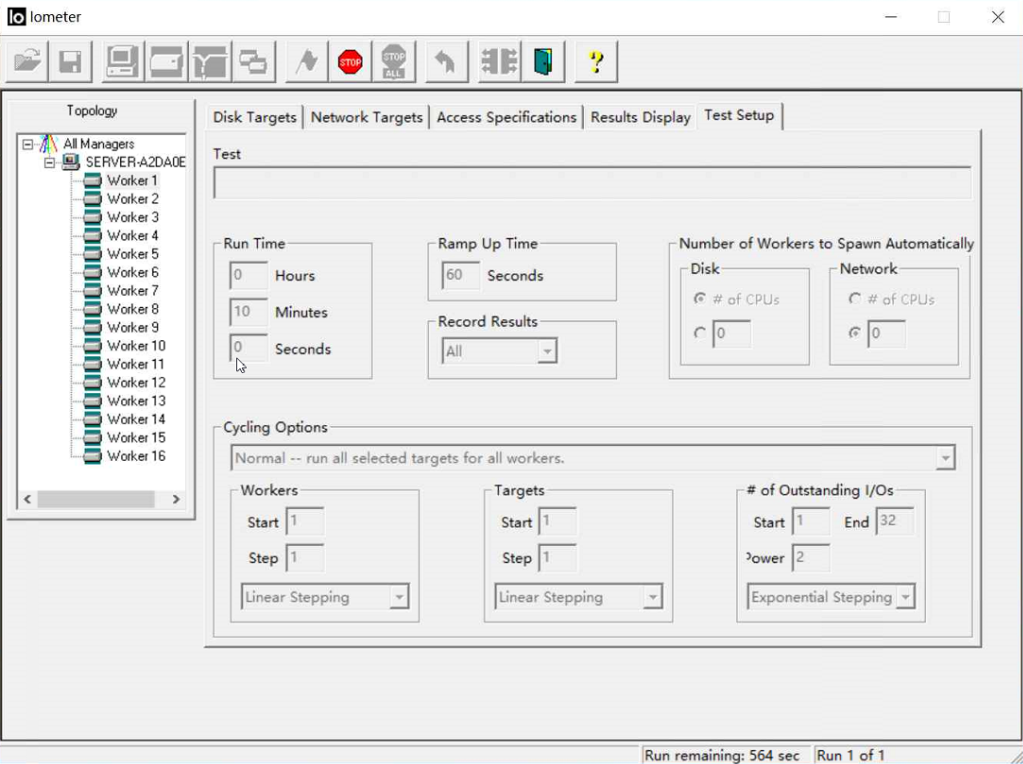 Io Iometer
STOP
STOP ALL
?
Topology
All Managers
SERVER-A2DA0E
Worker 1
Worker 2
Worker 3
Worker 4
Worker 5
Worker 6
Worker 7
Worker 8
Worker 9
Worker 10
Worker 11
Worker 12
Worker 13
Worker 14
Worker 15
Worker 16
Disk Targets Network Targets Access Specifications Results Display Test Setup
Test
Run Time
0 Hours
10 Minutes
0 Seconds
Ramp Up Time
60 Seconds
Record Results
All
Number of Workers to Spawn Automatically
Disk
# of CPUs
0
Network
# of CPUs
0
Cycling Options
Normal -- run all selected targets for all workers.
Workers
Start 1
Step 1
Linear Stepping
Targets
Start 1
Step 1
Linear Stepping
# of Outstanding I/Os
Start 1 End 32
Power 2
Exponential Stepping
Run remaining: 564 sec Run 1 of 1